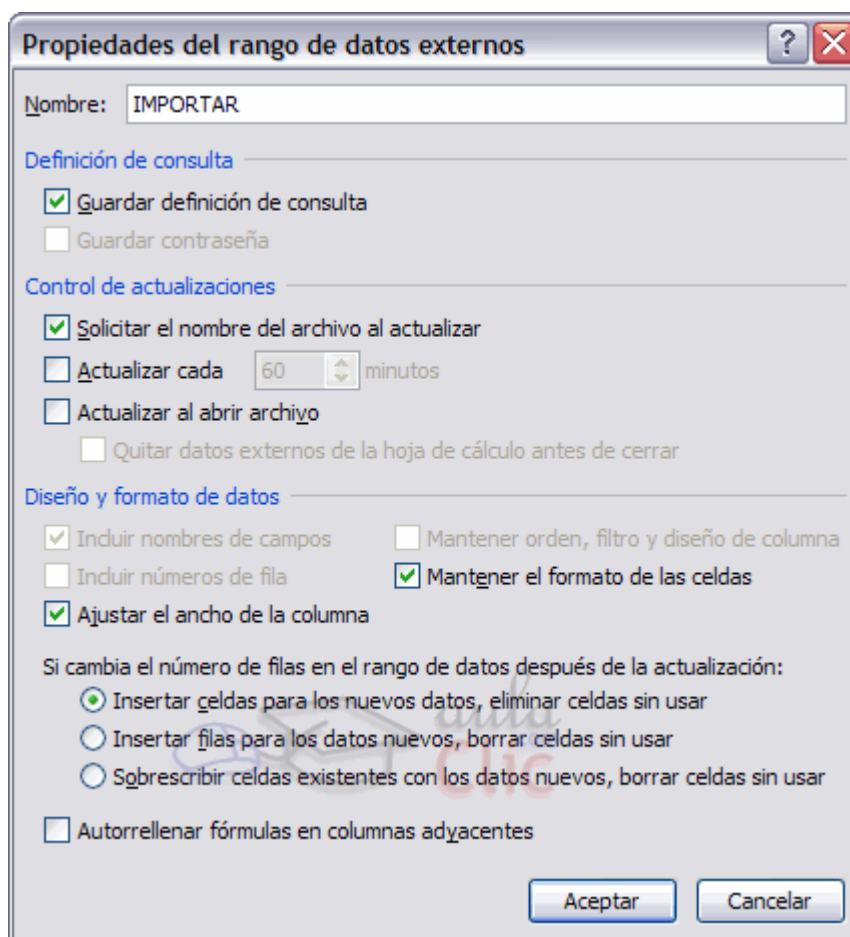 Propiedades del rango de datos externos
Nombre: IMPORTAR
Definición de consulta
Guardar definición de consulta
Guardar contraseña
Control de actualizaciones
Solicitar el nombre del archivo al actualizar
Actualizar cada 60 minutos
Actualizar al abrir archivo
Quitar datos externos de la hoja de cálculo antes de cerrar
Diseño y formato de datos
Incluir nombres de campos Mantener orden, filtro y diseño de columna
Incluir números de fila Mantener el formato de las celdas
Ajustar el ancho de la columna
Si cambia el número de filas en el rango de datos después de la actualización:
Insertar celdas para los nuevos datos, eliminar celdas sin usar
Insertar filas para los datos nuevos, borrar celdas sin usar
Sobrescribir celdas existentes con los datos nuevos, borrar celdas sin usar
aula
Clic
Autorrellenar fórmulas en columnas adyacentes
Aceptar Cancelar